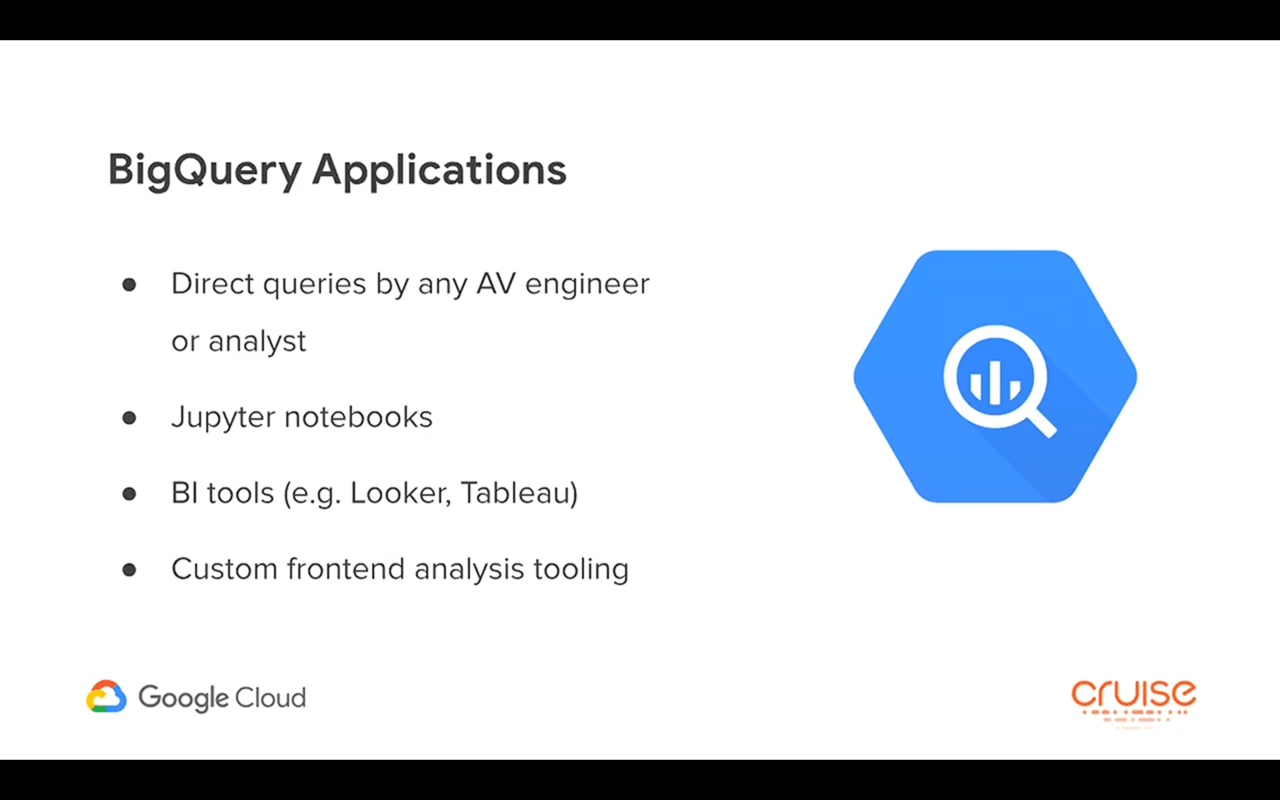 BigQuery Applications
● Direct queries by any AV engineer
or analyst
● Jupyter notebooks
● BI tools (e.g. Looker, Tableau)
● Custom frontend analysis tooling
Google Cloud
cruise